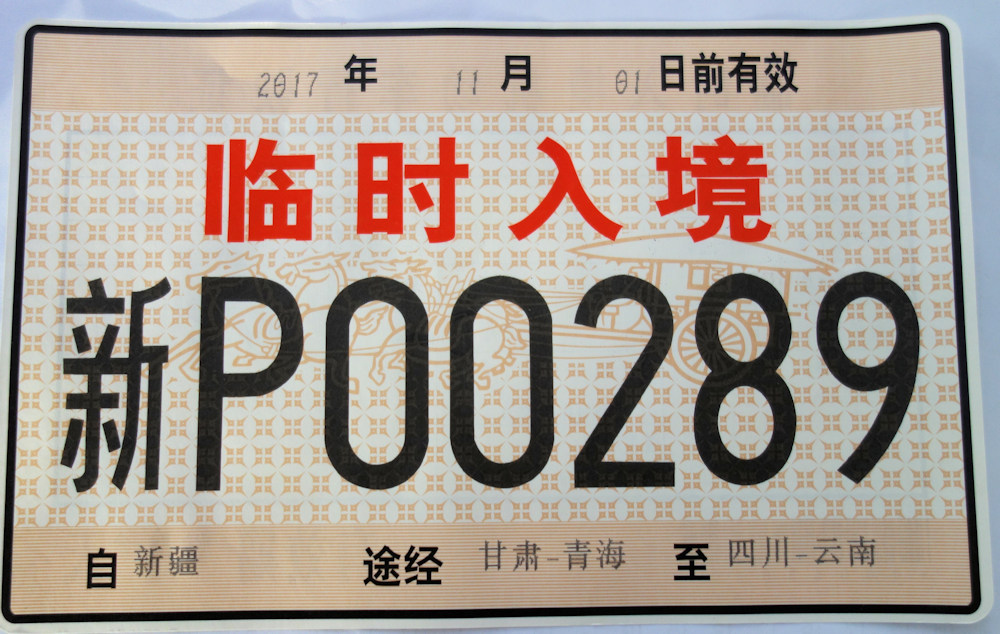 2017 年 11 月 01 日前有效
临时入境
新P00289
自 新疆 途经 甘肃-青海 至 四川-云南